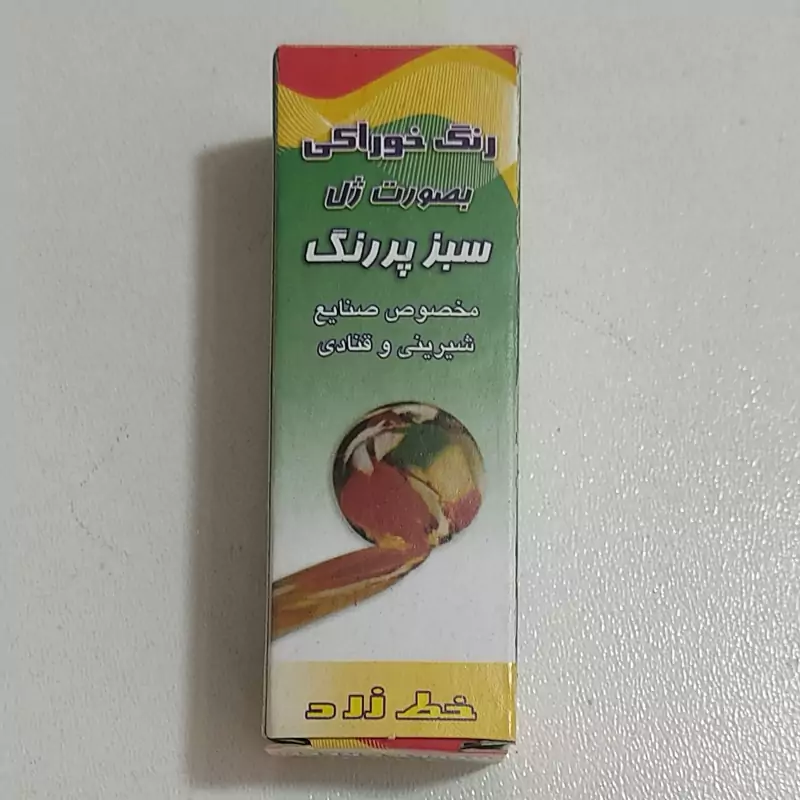 رنگ خوراکی
بصورت ژل
سبز پررنگ
مخصوص صنایع
شیرینی و قنادی
خط زرد